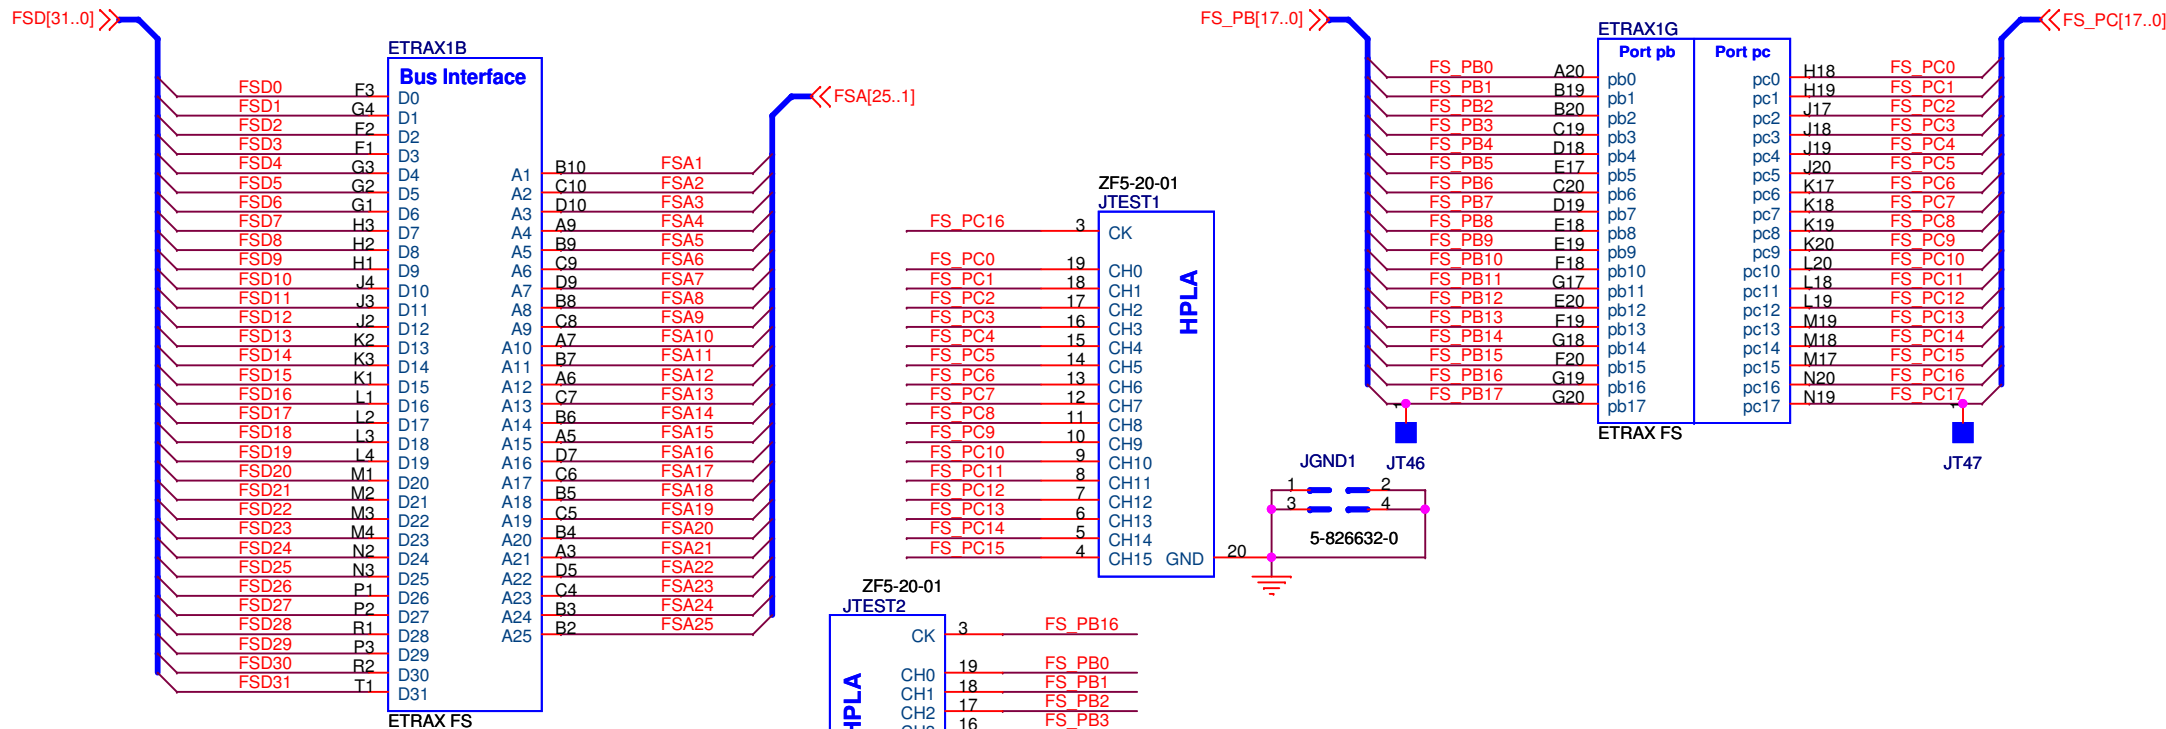 FSD[31..0]
ETRAX1B
Bus Interface
FSD0 F3 D0
FSD1 G4 D1
FSD2 F2 D2
FSD3 F1 D3
FSD4 G3 D4
FSD5 G2 D5
FSD6 G1 D6
FSD7 H3 D7
FSD8 H2 D8
FSD9 H1 D9
FSD10 J4 D10
FSD11 J3 D11
FSD12 J2 D12
FSD13 K2 D13
FSD14 K3 D14
FSD15 K1 D15
FSD16 L1 D16
FSD17 L2 D17
FSD18 L3 D18
FSD19 L4 D19
FSD20 M1 D20
FSD21 M2 D21
FSD22 M3 D22
FSD23 M4 D23
FSD24 N2 D24
FSD25 N3 D25
FSD26 P1 D26
FSD27 P2 D27
FSD28 R1 D28
FSD29 P3 D29
FSD30 R2 D30
FSD31 T1 D31
ETRAX FS
FSA[25..1]
A1 B10 FSA1
A2 C10 FSA2
A3 D10 FSA3
A4 A9 FSA4
A5 B9 FSA5
A6 C9 FSA6
A7 D9 FSA7
A8 B8 FSA8
A9 C8 FSA9
A10 A7 FSA10
A11 B7 FSA11
A12 A6 FSA12
A13 C7 FSA13
A14 B6 FSA14
A15 A5 FSA15
A16 D7 FSA16
A17 C6 FSA17
A18 B5 FSA18
A19 C5 FSA19
A20 B4 FSA20
A21 A3 FSA21
A22 D5 FSA22
A23 C4 FSA23
A24 B3 FSA24
A25 B2 FSA25
ZF5-20-01
JTEST1
HPLA
FS_PC16 3 CK
FS_PC0 19 CH0
FS_PC1 18 CH1
FS_PC2 17 CH2
FS_PC3 16 CH3
FS_PC4 15 CH4
FS_PC5 14 CH5
FS_PC6 13 CH6
FS_PC7 12 CH7
FS_PC8 11 CH8
FS_PC9 10 CH9
FS_PC10 9 CH10
FS_PC11 8 CH11
FS_PC12 7 CH12
FS_PC13 6 CH13
FS_PC14 5 CH14
FS_PC15 4 CH15 GND 20
JGND1
1 2
3 4
5-826632-0
ZF5-20-01
JTEST2
HPLA
CK 3 FS_PB16
CH0 19 FS_PB0
CH1 18 FS_PB1
CH2 17 FS_PB2
16 FS_PB3
FS_PB[17..0]
FS_PC[17..0]
ETRAX1G
Port pb Port pc
FS_PB0 A20 pb0 pc0 H18 FS_PC0
FS_PB1 B19 pb1 pc1 H19 FS_PC1
FS_PB2 B20 pb2 pc2 J17 FS_PC2
FS_PB3 C19 pb3 pc3 J18 FS_PC3
FS_PB4 D18 pb4 pc4 J19 FS_PC4
FS_PB5 E17 pb5 pc5 J20 FS_PC5
FS_PB6 C20 pb6 pc6 K17 FS_PC6
FS_PB7 D19 pb7 pc7 K18 FS_PC7
FS_PB8 E18 pb8 pc8 K19 FS_PC8
FS_PB9 E19 pb9 pc9 K20 FS_PC9
FS_PB10 F18 pb10 pc10 L20 FS_PC10
FS_PB11 G17 pb11 pc11 L18 FS_PC11
FS_PB12 E20 pb12 pc12 L19 FS_PC12
FS_PB13 F19 pb13 pc13 M19 FS_PC13
FS_PB14 G18 pb14 pc14 M18 FS_PC14
FS_PB15 F20 pb15 pc15 M17 FS_PC15
FS_PB16 G19 pb16 pc16 N20 FS_PC16
FS_PB17 G20 pb17 pc17 N19 FS_PC17
1 1
ETRAX FS
JT46
JT47